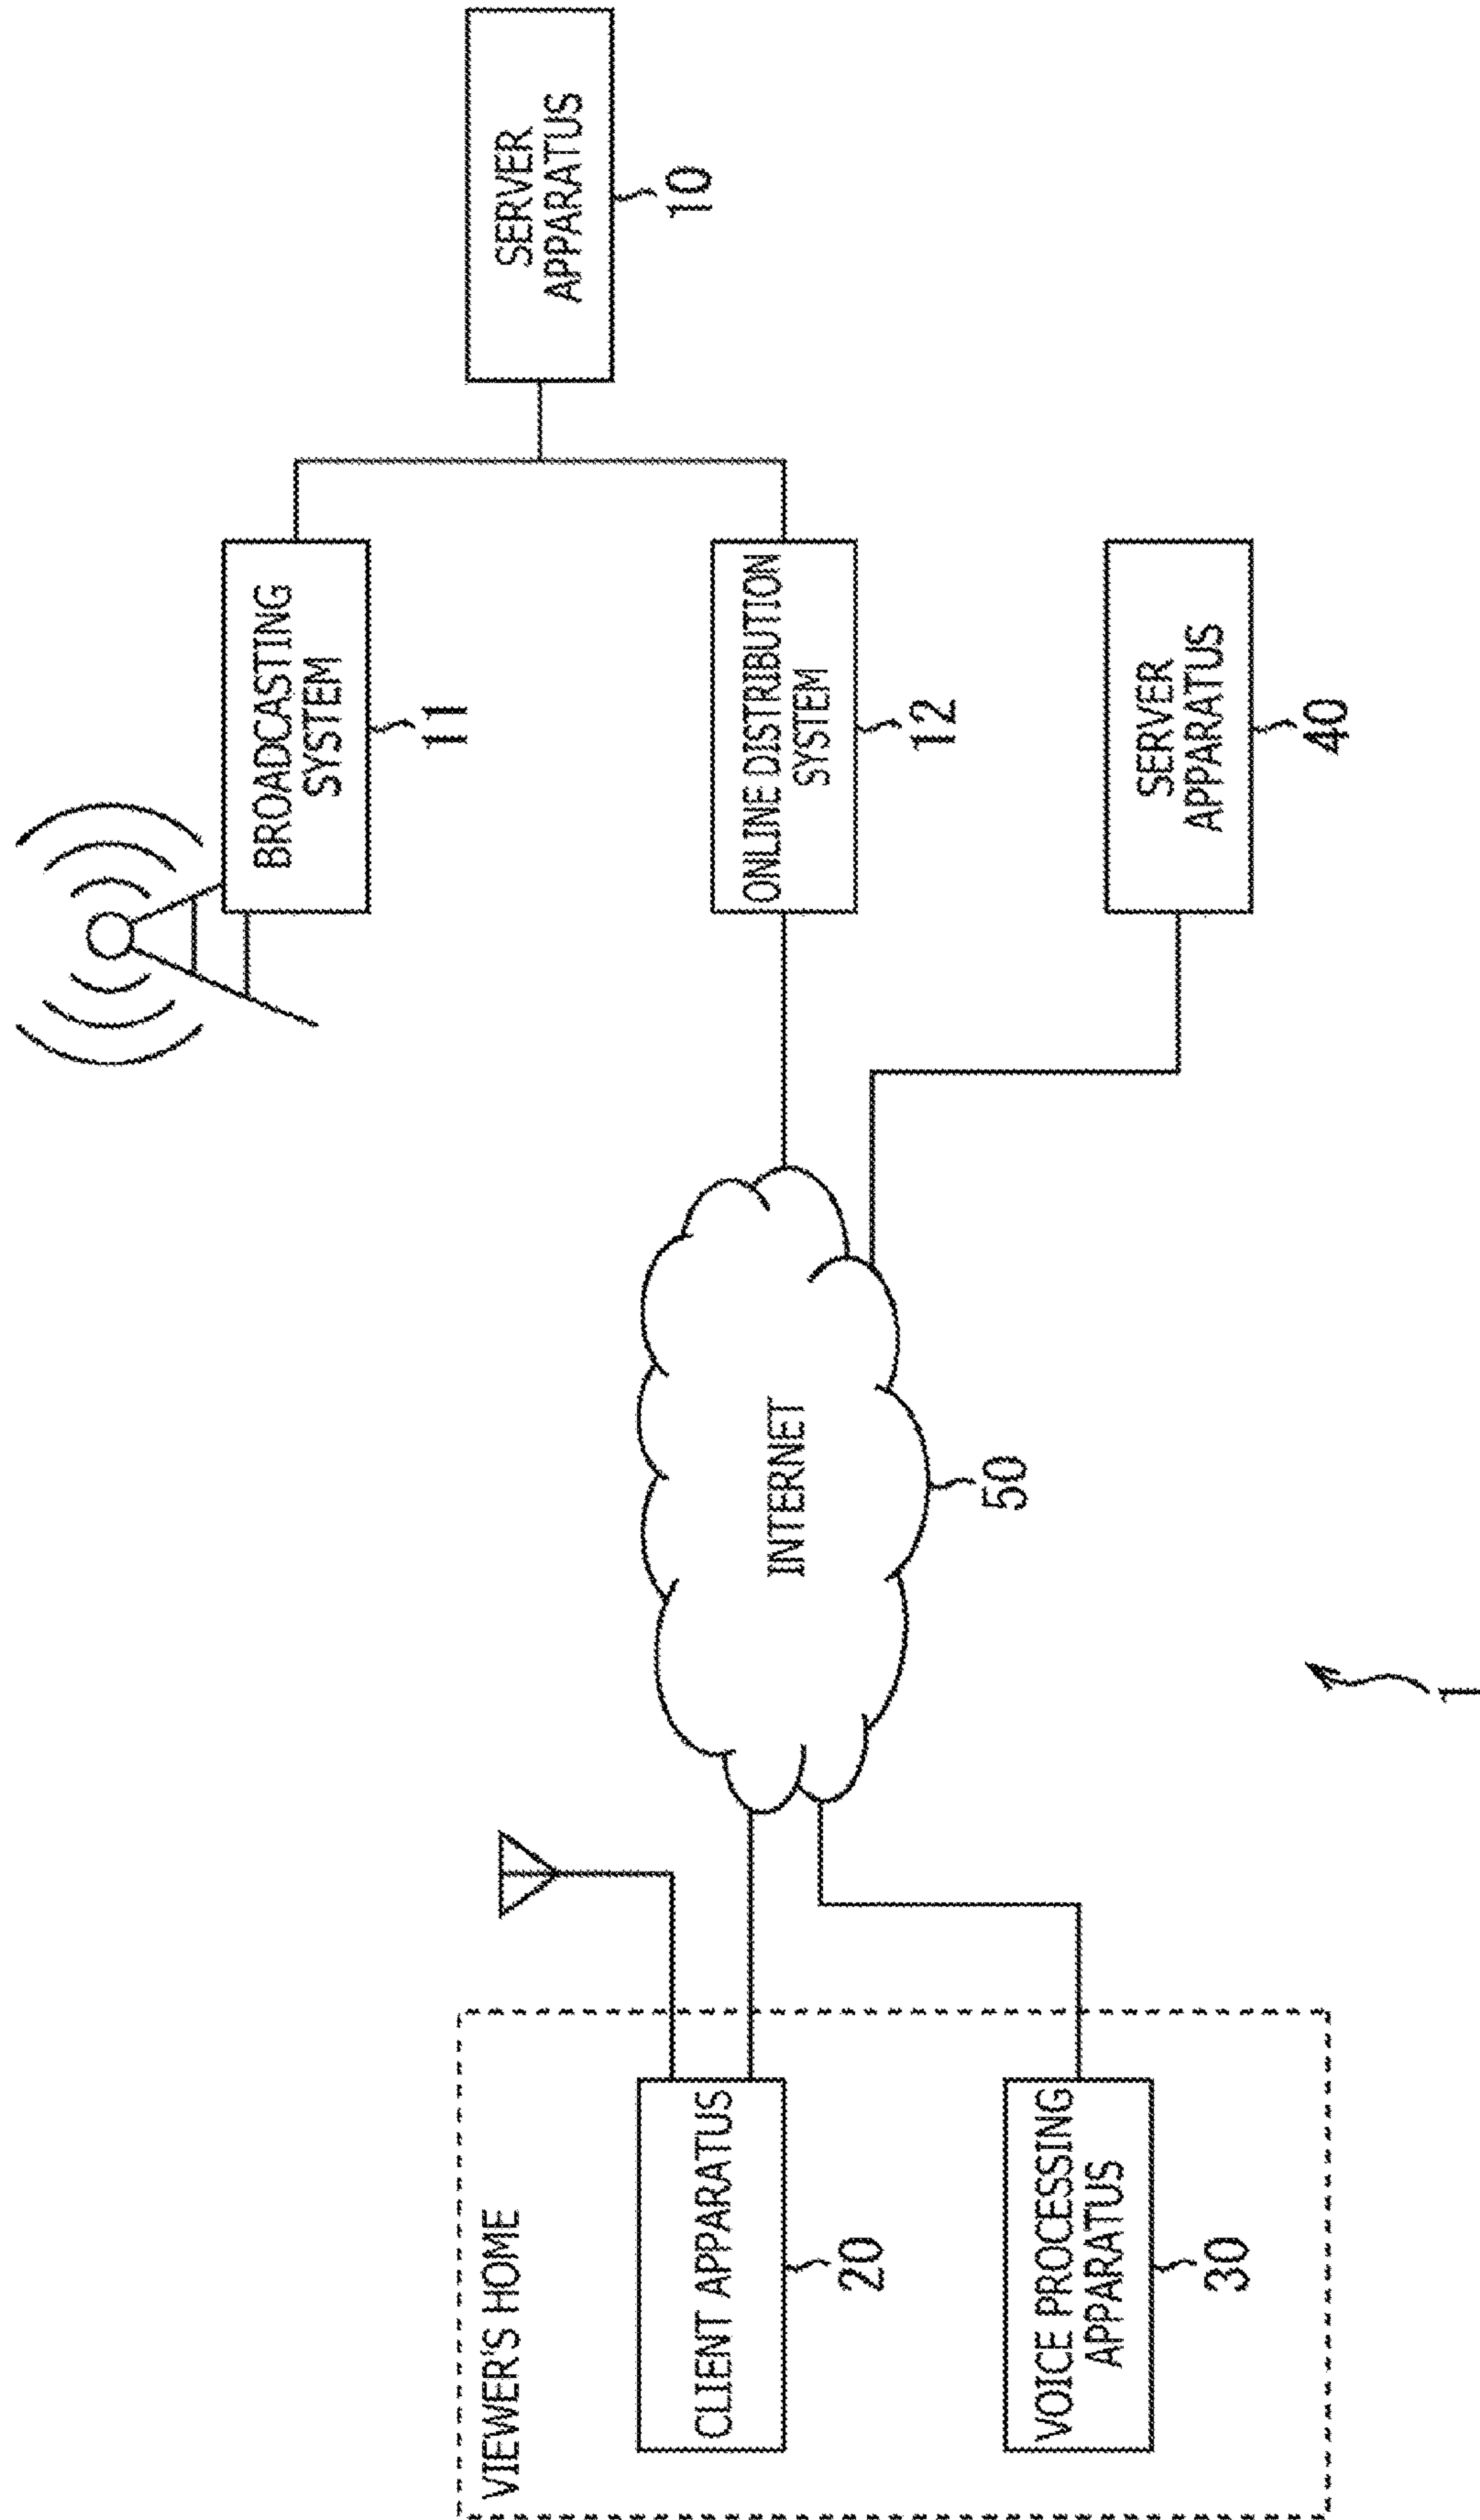 VIEWER'S HOME
CLIENT APPARATUS
20
VOICE PROCESSING
APPARATUS
30
INTERNET
50
1
BROADCASTING
SYSTEM
11
ONLINE DISTRIBUTION
SYSTEM
12
SERVER
APPARATUS
40
SERVER
APPARATUS
10